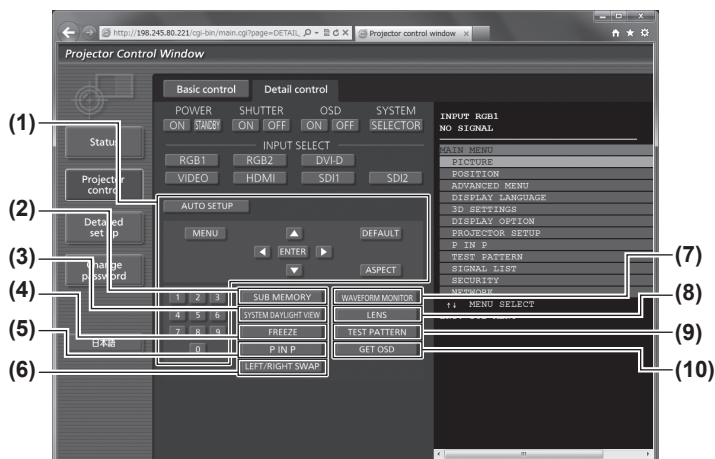 http://198.245.80.221/cgi-bin/main.cgi?page=DETAIL_
Projector control window
Projector Control Window
Basic control
Detail control
POWER
SHUTTER
OSD
SYSTEM
ON STANDBY
ON OFF
ON OFF
SELECTOR
INPUT SELECT
RGB1
RGB2
DVI-D
VIDEO
HDMI
SDI1
SDI2
AUTO SETUP
MENU
DEFAULT
ENTER
ASPECT
1 2 3
4 5 6
7 8 9
0
SUB MEMORY
SYSTEM DAYLIGHT VIEW
FREEZE
P IN P
LEFT/RIGHT SWAP
WAVEFORM MONITOR
LENS
TEST PATTERN
GET OSD
Status
Projector
control
Detailed
set up
Change
password
日本語
INPUT RGB1
NO SIGNAL
MAIN MENU
PICTURE
POSITION
ADVANCED MENU
DISPLAY LANGUAGE
3D SETTINGS
DISPLAY OPTION
PROJECTOR SETUP
P IN P
TEST PATTERN
SIGNAL LIST
SECURITY
NETWORK
↑↓ MENU SELECT
(1)
(2)
(3)
(4)
(5)
(6)
(7)
(8)
(9)
(10)